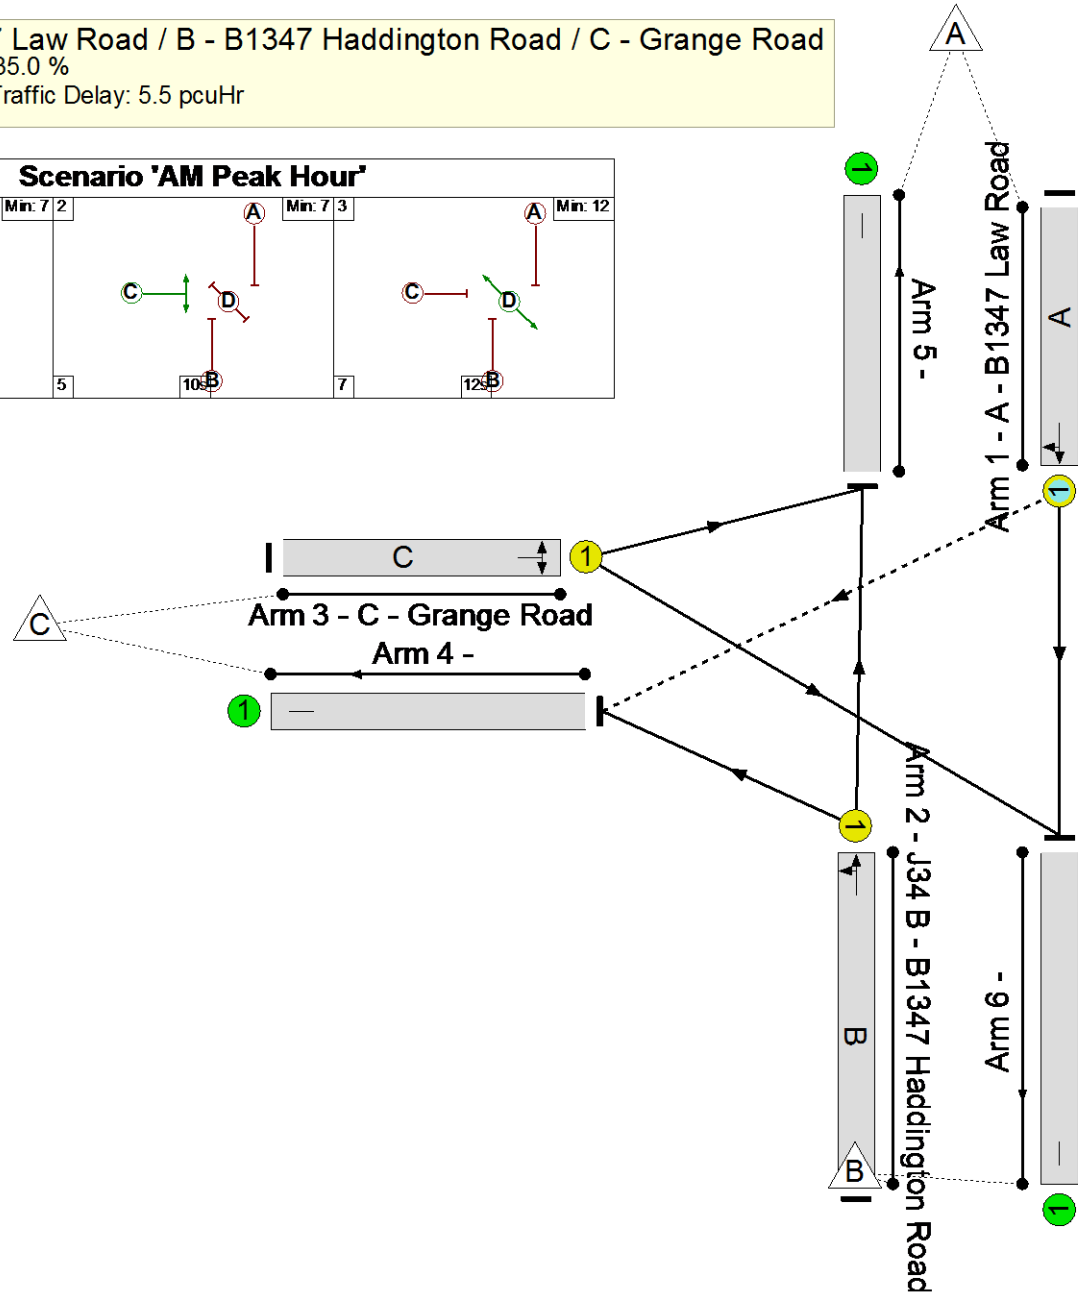 Law Road / B - B1347 Haddington Road / C - Grange Road
35.0 %
Traffic Delay: 5.5 pcuHr
Scenario 'AM Peak Hour'
Min: 7
2
A
C
D
B
5
10s
Min: 7
3
A
C
D
B
7
12s
Min: 12
A
1
Arm 5 -
Arm 1 - A - B1347 Law Road
A
1
C
1
Arm 3 - C - Grange Road
C
Arm 4 -
1
1
Arm 2 - J34 B - B1347 Haddington Road
B
B
Arm 6 -
1